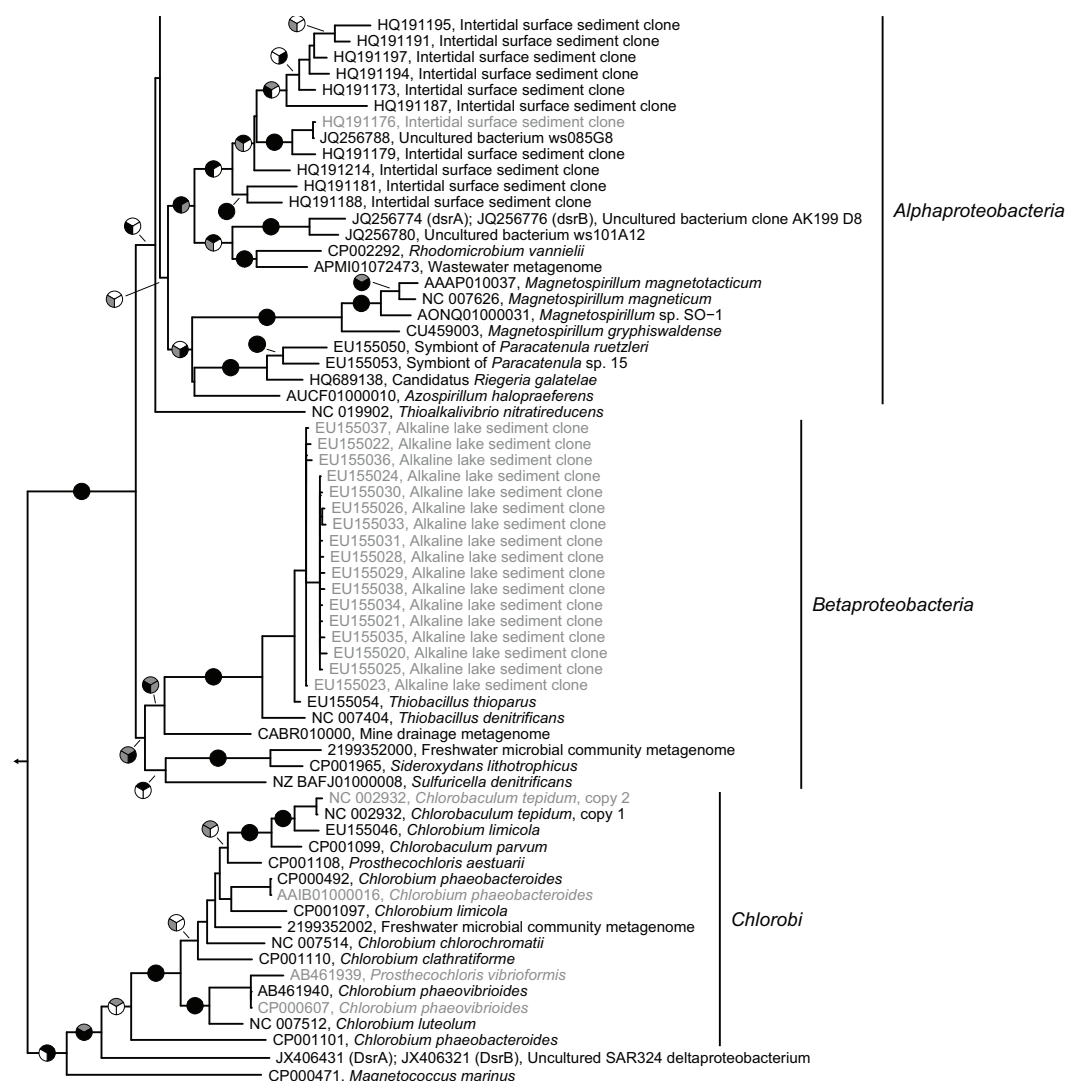 HQ191195, Intertidal surface sediment clone
HQ191191, Intertidal surface sediment clone
HQ191197, Intertidal surface sediment clone
HQ191194, Intertidal surface sediment clone
HQ191173, Intertidal surface sediment clone
HQ191187, Intertidal surface sediment clone
HQ191176, Intertidal surface sediment clone
JQ256788, Uncultured bacterium ws085G8
HQ191179, Intertidal surface sediment clone
HQ191214, Intertidal surface sediment clone
HQ191181, Intertidal surface sediment clone
HQ191188, Intertidal surface sediment clone
JQ256774 (dsrA); JQ256776 (dsrB), Uncultured bacterium clone AK199 D8
JQ256780, Uncultured bacterium ws101A12
CP002292, Rhodomicrobium vannielii
APMI01072473, Wastewater metagenome
AAAP010037, Magnetospirillum magnetotacticum
NC 007626, Magnetospirillum magneticum
AONQ01000031, Magnetospirillum sp. SO−1
CU459003, Magnetospirillum gryphiswaldense
EU155050, Symbiont of Paracatenula ruetzleri
EU155053, Symbiont of Paracatenula sp. 15
HQ689138, Candidatus Riegeria galatelae
AUCF01000010, Azospirillum halopraeferens
Alphaproteobacteria
NC 019902, Thioalkalivibrio nitratireducens
EU155037, Alkaline lake sediment clone
EU155022, Alkaline lake sediment clone
EU155036, Alkaline lake sediment clone
EU155024, Alkaline lake sediment clone
EU155030, Alkaline lake sediment clone
EU155026, Alkaline lake sediment clone
EU155033, Alkaline lake sediment clone
EU155031, Alkaline lake sediment clone
EU155028, Alkaline lake sediment clone
EU155029, Alkaline lake sediment clone
EU155038, Alkaline lake sediment clone
EU155034, Alkaline lake sediment clone
EU155021, Alkaline lake sediment clone
EU155035, Alkaline lake sediment clone
EU155020, Alkaline lake sediment clone
EU155025, Alkaline lake sediment clone
EU155023, Alkaline lake sediment clone
EU155054, Thiobacillus thioparus
NC 007404, Thiobacillus denitrificans
CABR010000, Mine drainage metagenome
2199352000, Freshwater microbial community metagenome
CP001965, Sideroxydans lithotrophicus
NZ BAFJ01000008, Sulfuricella denitrificans
Betaproteobacteria
NC 002932, Chlorobaculum tepidum, copy 2
NC 002932, Chlorobaculum tepidum, copy 1
EU155046, Chlorobium limicola
CP001099, Chlorobaculum parvum
CP001108, Prosthecochloris aestuarii
CP000492, Chlorobium phaeobacteroides
AAIB01000016, Chlorobium phaeobacteroides
CP001097, Chlorobium limicola
2199352002, Freshwater microbial community metagenome
NC 007514, Chlorobium chlorochromatii
CP001110, Chlorobium clathratiforme
AB461939, Prosthecochloris vibrioformis
AB461940, Chlorobium phaeovibrioides
CP000607, Chlorobium phaeovibrioides
NC 007512, Chlorobium luteolum
CP001101, Chlorobium phaeobacteroides
Chlorobi
JX406431 (DsrA); JX406321 (DsrB), Uncultured SAR324 deltaproteobacterium
CP000471, Magnetococcus marinus